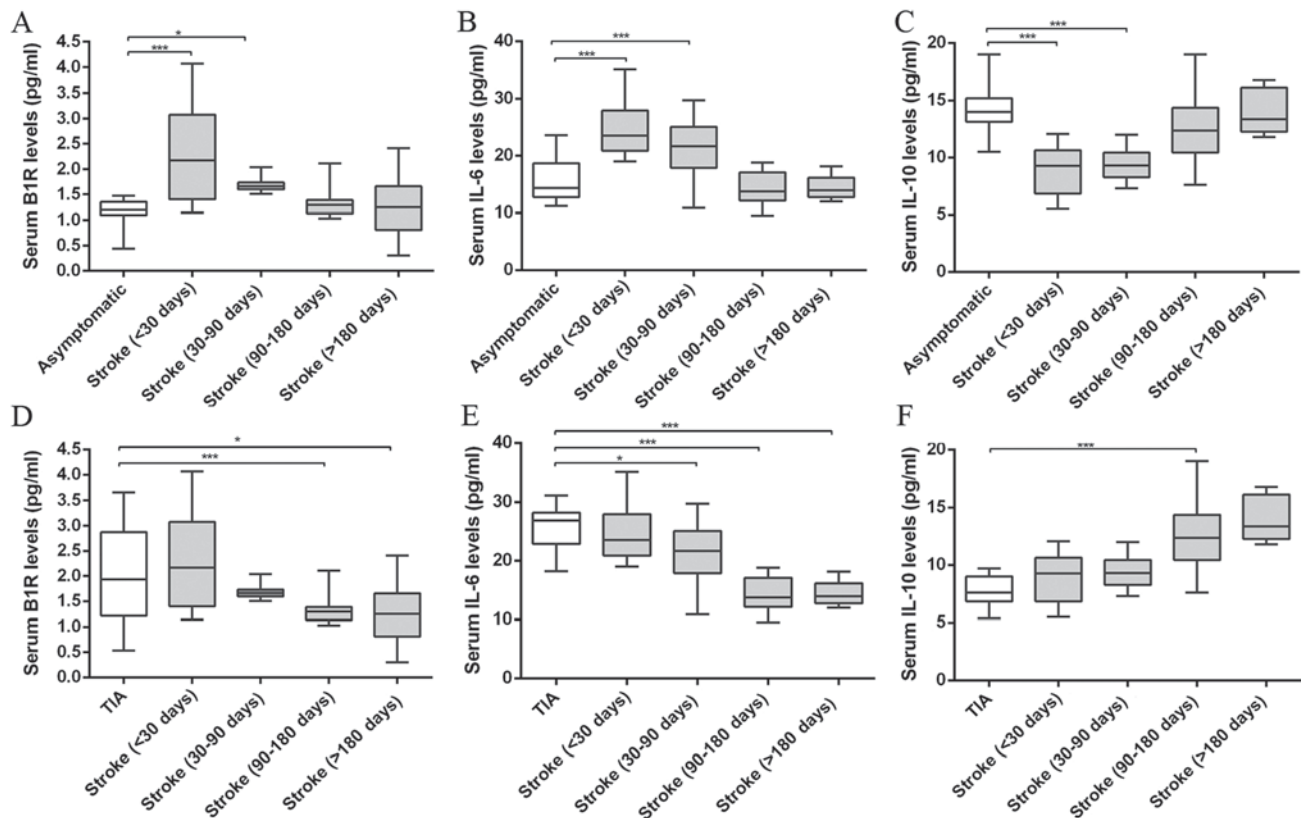 A
Serum B1R levels (pg/ml)
4.5
4.0
3.5
3.0
2.5
2.0
1.5
1.0
0.5
0.0
*
***
Asymptomatic
Stroke (<30 days)
Stroke (30-90 days)
Stroke (90-180 days)
Stroke (>180 days)
B
Serum IL-6 levels (pg/ml)
40
30
20
10
0
***
***
Asymptomatic
Stroke (<30 days)
Stroke (30-90 days)
Stroke (90-180 days)
Stroke (>180 days)
C
Serum IL-10 levels (pg/ml)
20
15
10
5
0
***
***
Asymptomatic
Stroke (<30 days)
Stroke (30-90 days)
Stroke (90-180 days)
Stroke (>180 days)
D
Serum B1R levels (pg/ml)
4.5
4.0
3.5
3.0
2.5
2.0
1.5
1.0
0.5
0.0
*
***
TIA
Stroke (<30 days)
Stroke (30-90 days)
Stroke (90-180 days)
Stroke (>180 days)
E
Serum IL-6 levels (pg/ml)
40
30
20
10
0
***
***
*
TIA
Stroke (<30 days)
Stroke (30-90 days)
Stroke (90-180 days)
Stroke (>180 days)
F
Serum IL-10 levels (pg/ml)
20
15
10
5
0
***
TIA
Stroke (<30 days)
Stroke (30-90 days)
Stroke (90-180 days)
Stroke (>180 days)